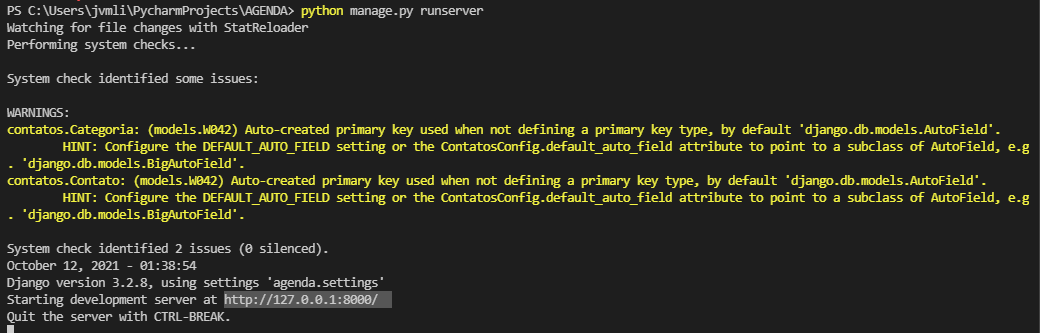 PS C:\Users\jvmli\PycharmProjects\AGENDA> python manage.py runserver
Watching for file changes with StatReloader
Performing system checks...
System check identified some issues:
WARNINGS:
contatos.Categoria: (models.W042) Auto-created primary key used when not defining a primary key type, by default 'django.db.models.AutoField'.
HINT: Configure the DEFAULT_AUTO_FIELD setting or the ContatosConfig.default_auto_field attribute to point to a subclass of AutoField, e.g
. 'django.db.models.BigAutoField'.
contatos.Contato: (models.W042) Auto-created primary key used when not defining a primary key type, by default 'django.db.models.AutoField'.
HINT: Configure the DEFAULT_AUTO_FIELD setting or the ContatosConfig.default_auto_field attribute to point to a subclass of AutoField, e.g
. 'django.db.models.BigAutoField'.
System check identified 2 issues (0 silenced).
October 12, 2021 - 01:38:54
Django version 3.2.8, using settings 'agenda.settings'
Starting development server at http://127.0.0.1:8000/
Quit the server with CTRL-BREAK.